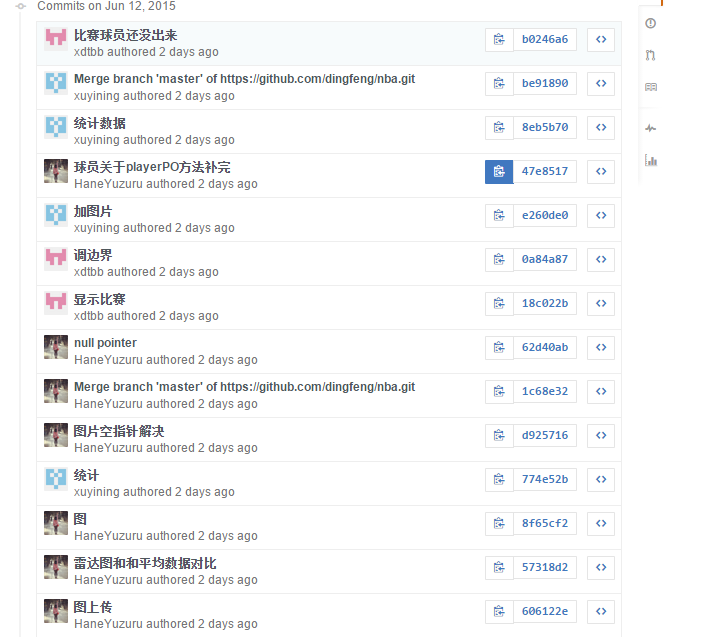 Commits on Jun 12, 2015
比赛球员还没出来
xdtbb authored 2 days ago
b0246a6
Merge branch 'master' of https://github.com/dingfeng/nba.git
xuyining authored 2 days ago
be91890
统计数据
xuyining authored 2 days ago
8eb5b70
球员关于playerPO方法补完
HaneYuzuru authored 2 days ago
47e8517
加图片
xuyining authored 2 days ago
e260de0
调边界
xdtbb authored 2 days ago
0a84a87
显示比赛
xdtbb authored 2 days ago
18c022b
null pointer
HaneYuzuru authored 2 days ago
62d40ab
Merge branch 'master' of https://github.com/dingfeng/nba.git
HaneYuzuru authored 2 days ago
1c68e32
图片空指针解决
HaneYuzuru authored 2 days ago
d925716
统计
xuyining authored 2 days ago
774e52b
图
HaneYuzuru authored 2 days ago
8f65cf2
雷达图和和平均数据对比
HaneYuzuru authored 2 days ago
57318d2
图上传
HaneYuzuru authored 2 days ago
606122e